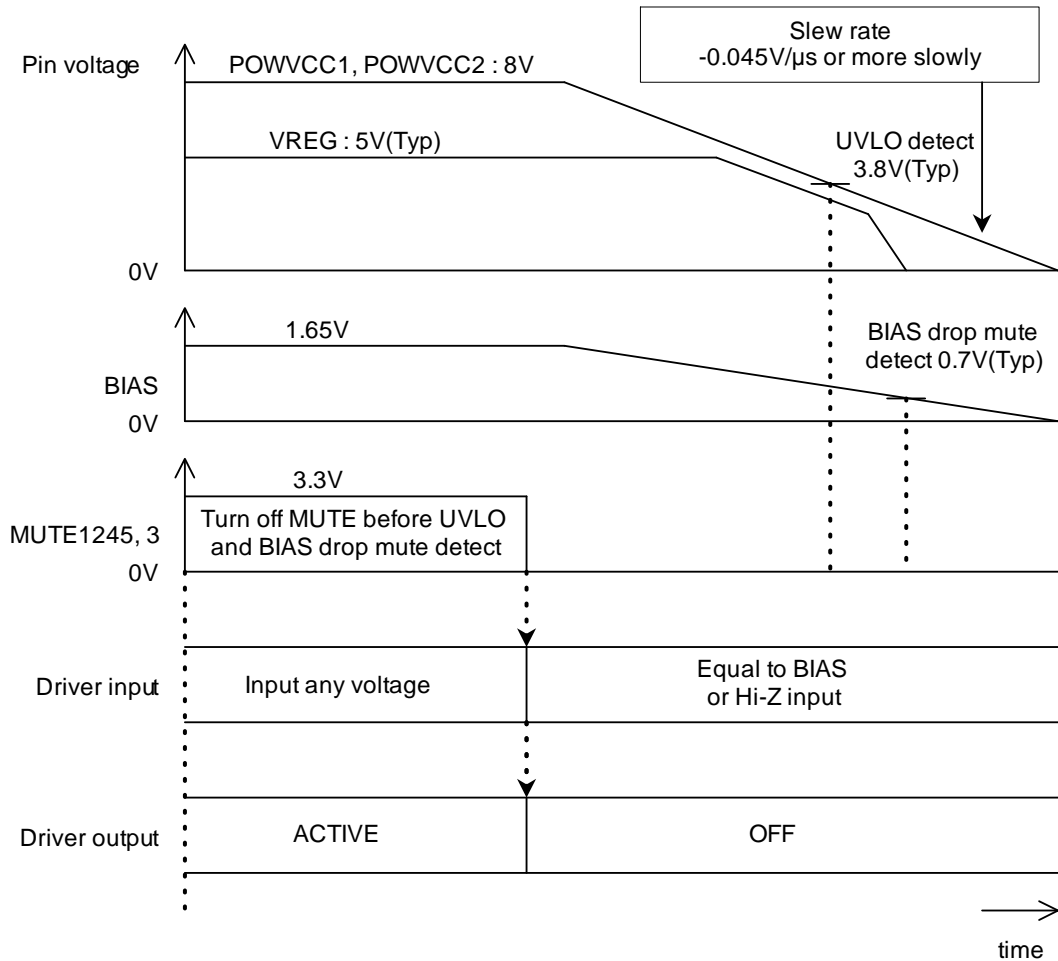 Slew rate
-0.045V/µs or more slowly
Pin voltage
POWVCC1, POWVCC2 : 8V
VREG : 5V(Typ)
UVLO detect
3.8V(Typ)
0V
1.65V
BIAS drop mute
detect 0.7V(Typ)
BIAS
0V
3.3V
MUTE1245, 3
Turn off MUTE before UVLO
and BIAS drop mute detect
0V
Driver input
Input any voltage
Equal to BIAS
or Hi-Z input
Driver output
ACTIVE
OFF
time